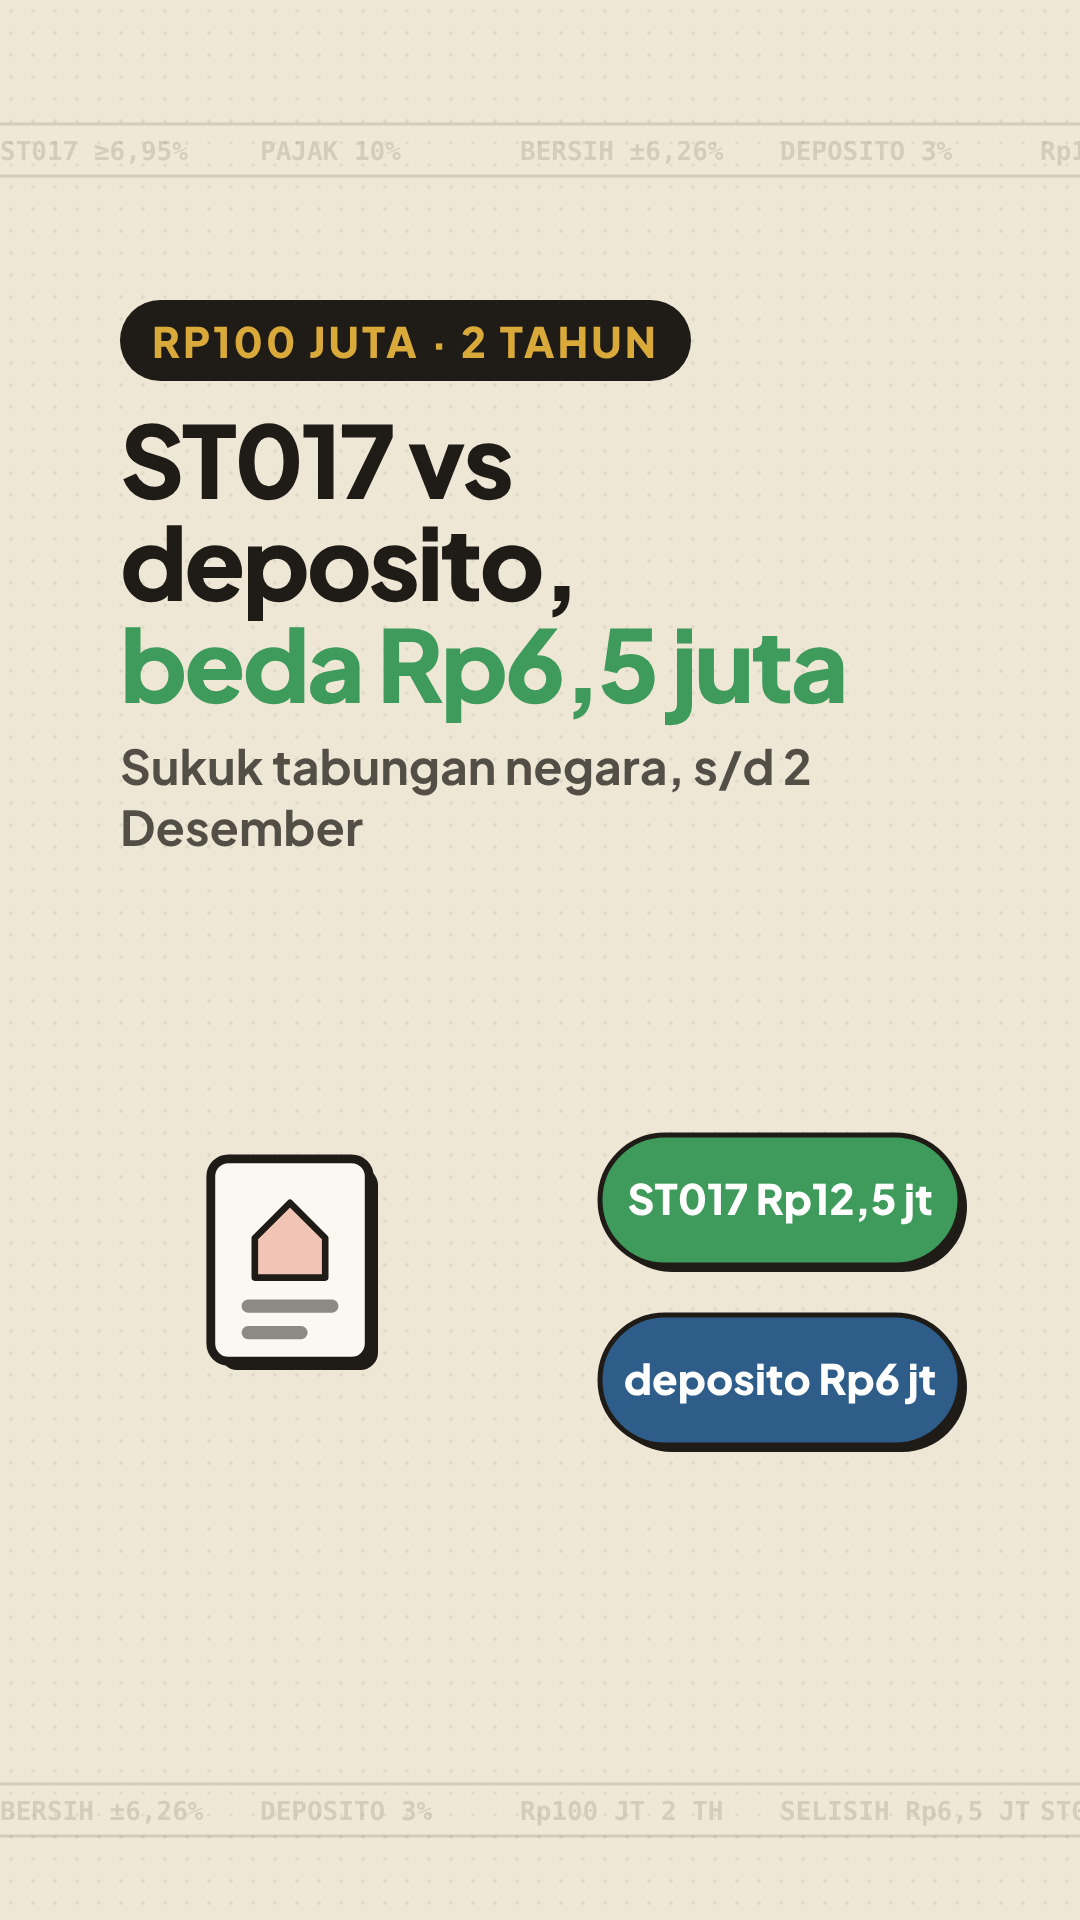 ST017 ≥6,95% PAJAK 10% BERSIH ±6,26% DEPOSITO 3%
RP100 JUTA · 2 TAHUN
ST017 vs
deposito,
beda Rp6,5 juta
Sukuk tabungan negara, s/d 2
Desember
ST017 Rp12,5 jt
deposito Rp6 jt
BERSIH ±6,26% DEPOSITO 3% Rp100 JT 2 TH SELISIH Rp6,5 JT